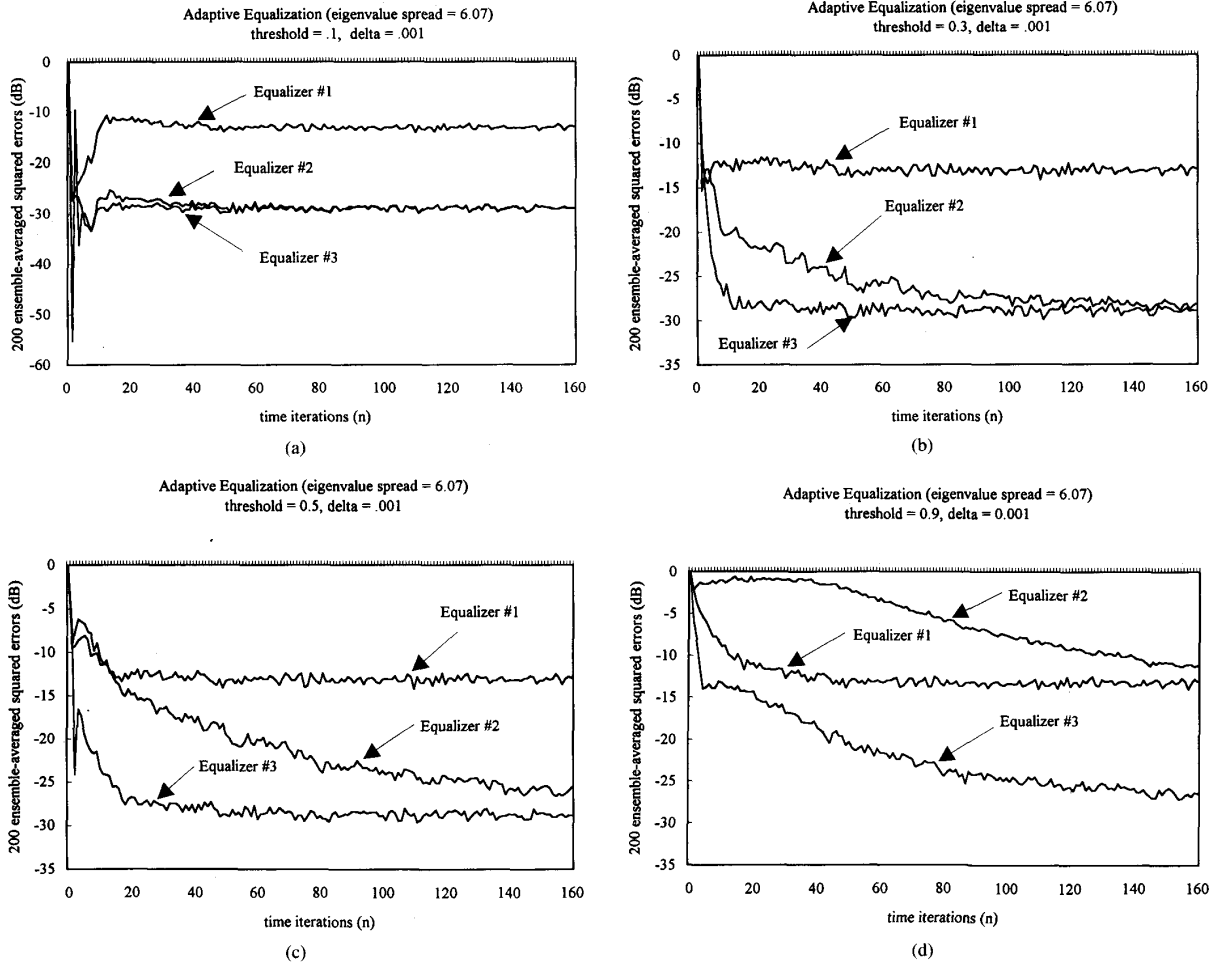 Adaptive Equalization (eigenvalue spread = 6.07)
threshold = .1, delta = .001
200 ensemble-averaged squared errors (dB)
0
-10
-20
-30
-40
-50
-60
Equalizer #1
Equalizer #2
Equalizer #3
0 20 40 60 80 100 120 140 160
time iterations (n)
(a)
Adaptive Equalization (eigenvalue spread = 6.07)
threshold = 0.3, delta = .001
200 ensemble-averaged squared errors (dB)
0
-5
-10
-15
-20
-25
-30
-35
Equalizer #1
Equalizer #2
Equalizer #3
0 20 40 60 80 100 120 140 160
time iterations (n)
(b)
Adaptive Equalization (eigenvalue spread = 6.07)
threshold = 0.5, delta = .001
200 ensemble-averaged squared errors (dB)
0
-5
-10
-15
-20
-25
-30
-35
Equalizer #1
Equalizer #2
Equalizer #3
0 20 40 60 80 100 120 140 160
time iterations (n)
(c)
Adaptive Equalization (eigenvalue spread = 6.07)
threshold = 0.9, delta = 0.001
200 ensemble-averaged squared errors (dB)
0
-5
-10
-15
-20
-25
-30
-35
Equalizer #2
Equalizer #1
Equalizer #3
0 20 40 60 80 100 120 140 160
time iterations (n)
(d)